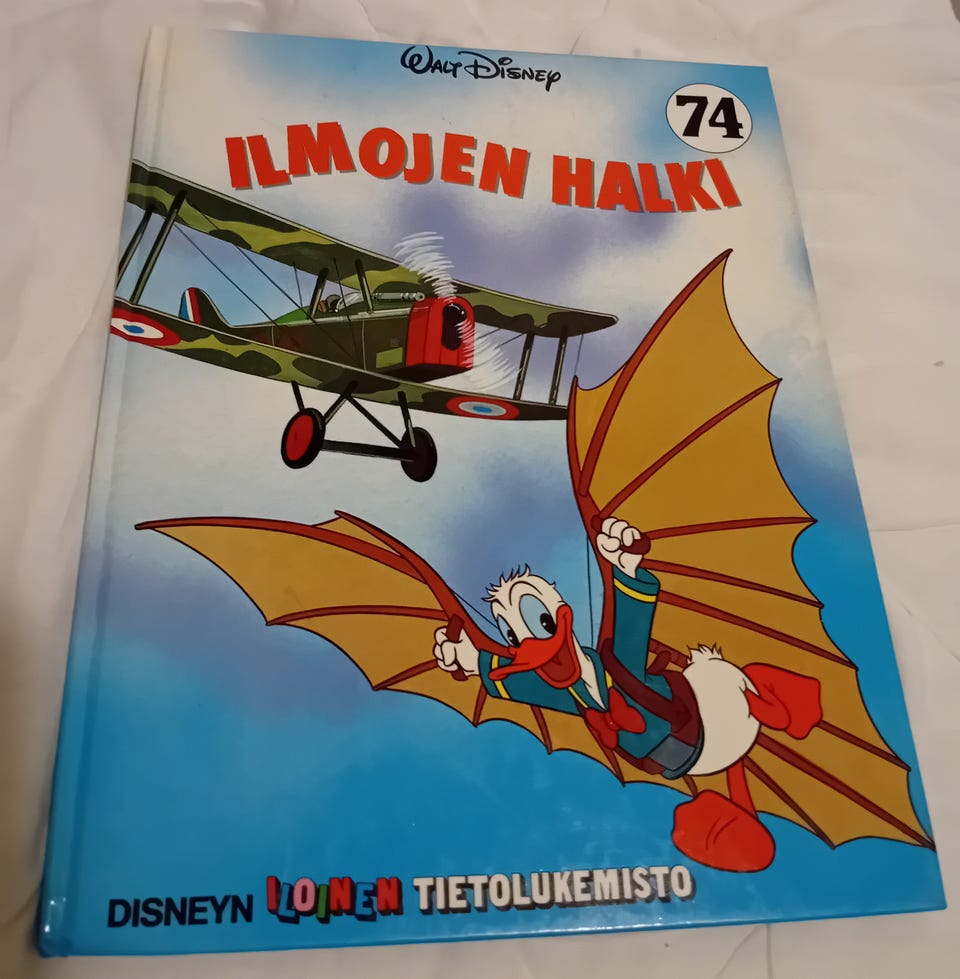 WALT DISNEY
74
ILMOJEN HALKI
DISNEYN ILOINEN TIETOLUKEMISTO